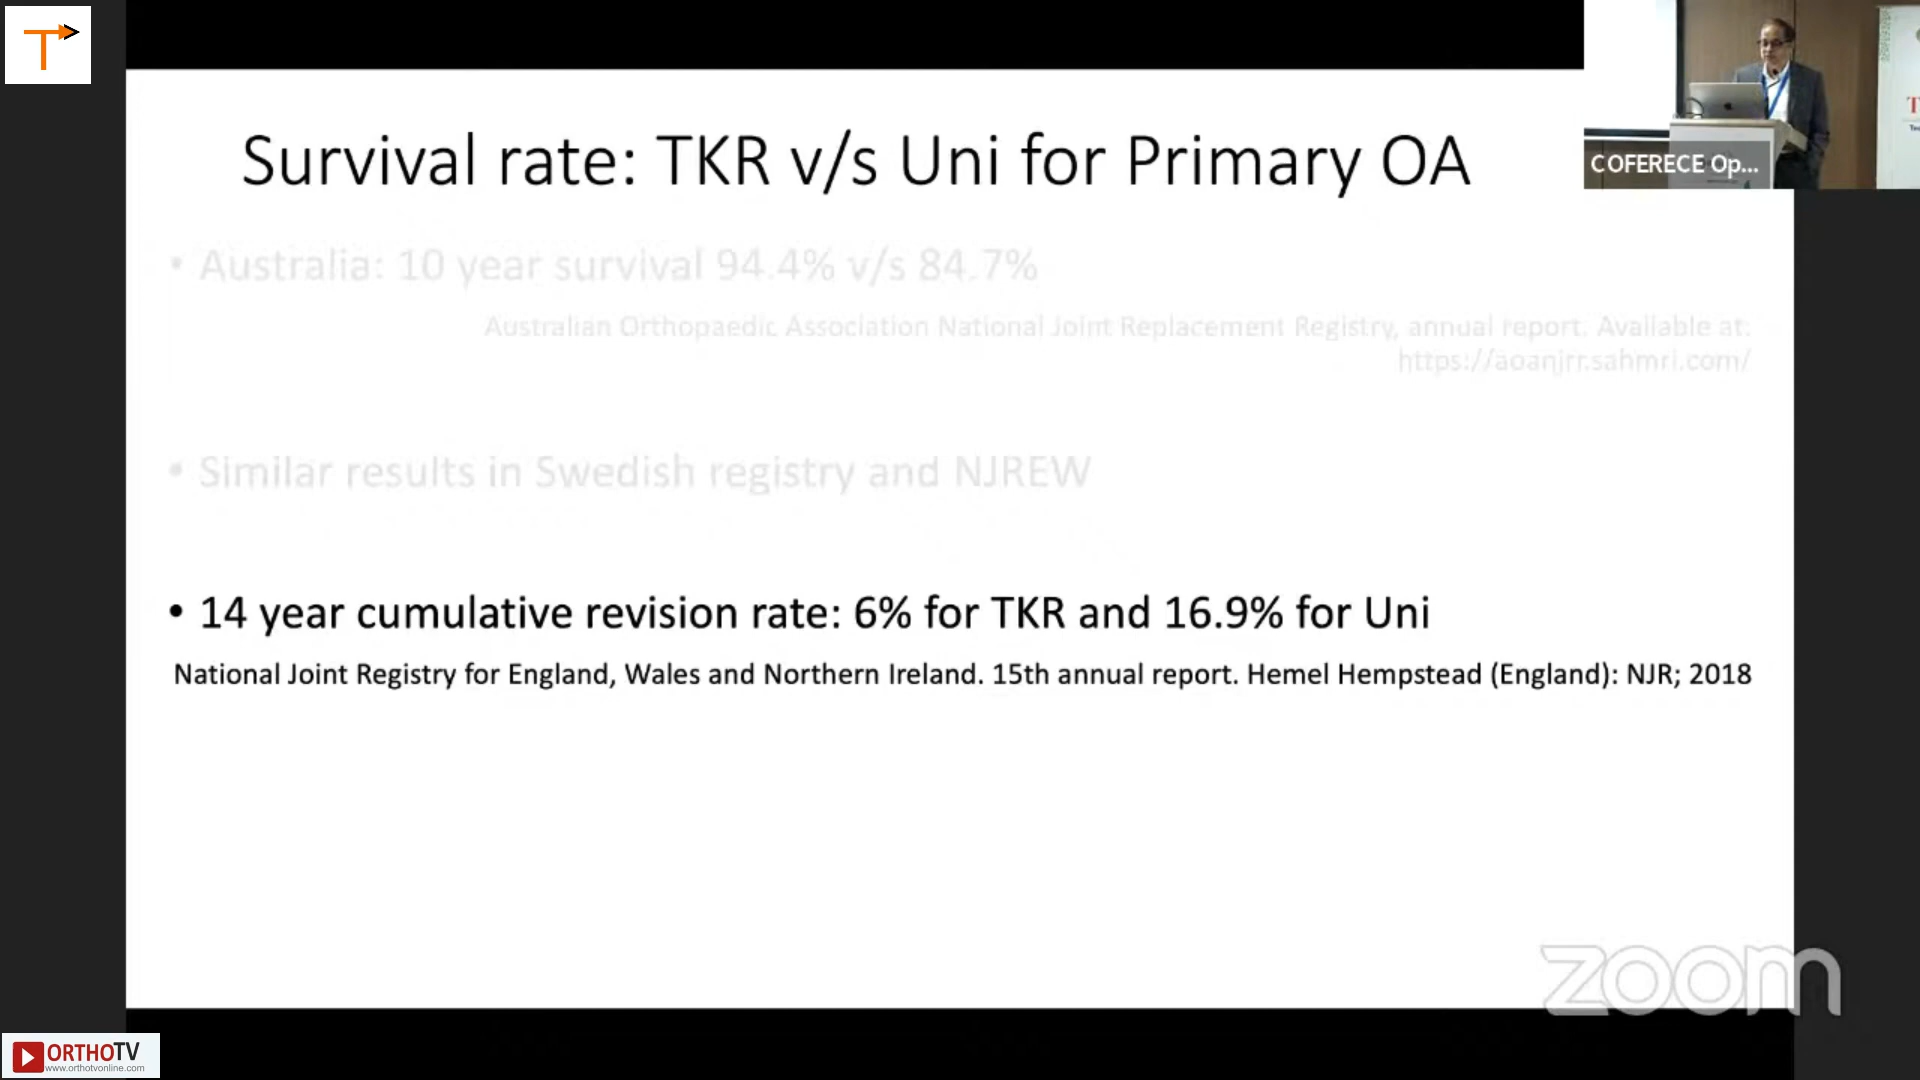 T
Survival rate: TKR v/s Uni for Primary OA
COFERECE Op...
• Australia: 10 year survival 94.4% v/s 84.7%
Australian Orthopaedic Association National Joint Replacement Registry, annual report. Available at:
https://aoanjrr.sahmri.com/
• Similar results in Swedish registry and NJREW
• 14 year cumulative revision rate: 6% for TKR and 16.9% for Uni
National Joint Registry for England, Wales and Northern Ireland. 15th annual report. Hemel Hempstead (England): NJR; 2018
zoom
ORTHOTV
www.orthotvonline.com